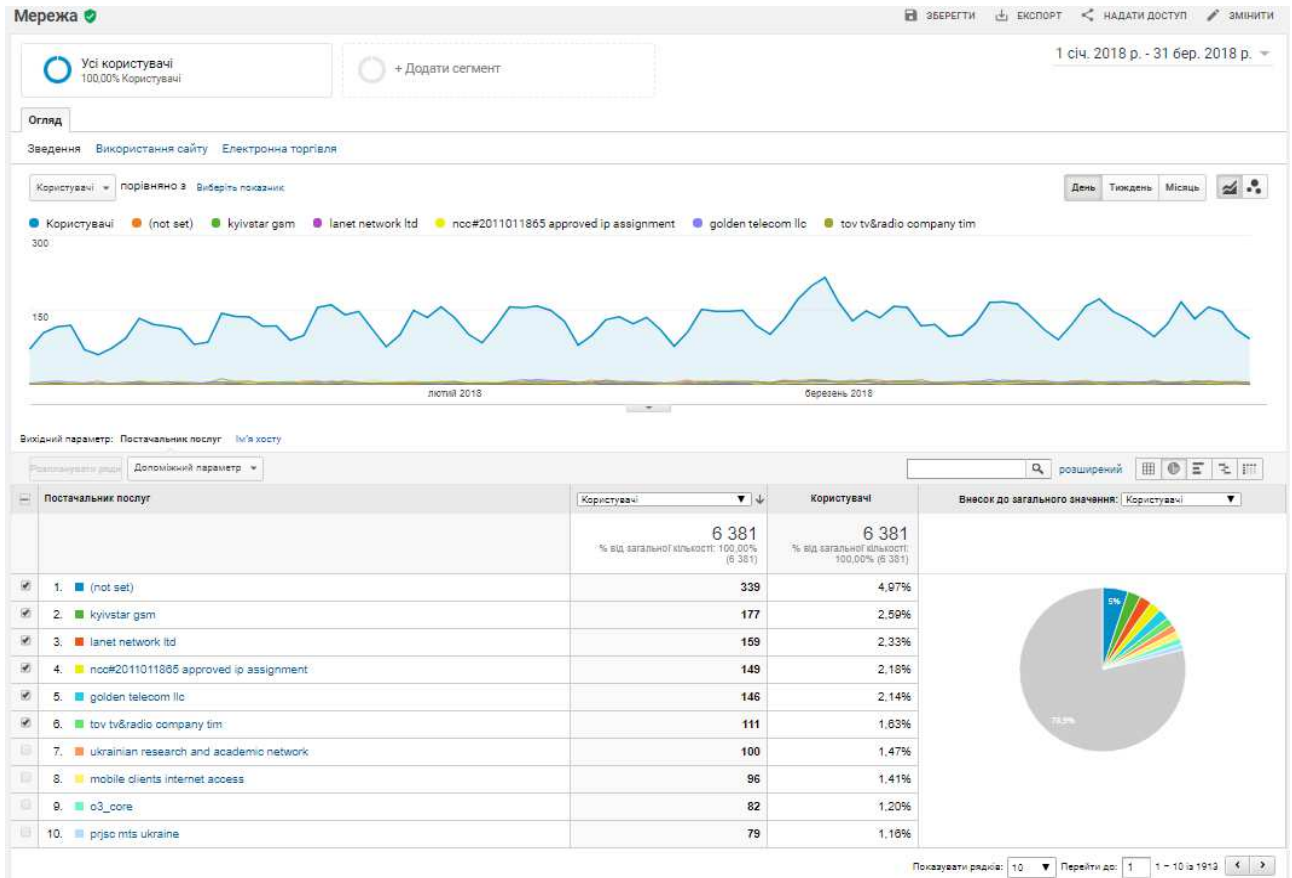 Мережа
ЗБЕРЕГТИ ЕКСПОРТ НАДАТИ ДОСТУП ЗМІНИТИ
Усі користувачі
100,00% Користувачі
+ Додати сегмент
1 січ. 2018 р. - 31 бер. 2018 р.
Огляд
Зведення Використання сайту Електронна торгівля
Користувачі порівняно з Виберіть показник
День Тиждень Місяць
Користувачі (not set) kyivstar gsm lanet network ltd ncc#2011011865 approved ip assignment golden telecom llc tov tv&radio company tim
300
150
лютий 2018 березень 2018
Вихідний параметр: Постачальник послуг Ім'я хосту
Розпланувати ряди Допоміжний параметр розширений
Постачальник послуг Користувачі Користувачі Внесок до загального значення: Користувачі
6 381 6 381
% від загальної кількості: 100,00% % від загальної кількості:
(6 381) 100,00% (6 381)
1. (not set) 339 4,97%
2. kyivstar gsm 177 2,59%
3. lanet network ltd 159 2,33%
4. ncc#2011011865 approved ip assignment 149 2,18%
5. golden telecom llc 146 2,14%
6. tov tv&radio company tim 111 1,63%
7. ukrainian research and academic network 100 1,47%
8. mobile clients internet access 96 1,41%
9. o3_core 82 1,20%
10. prjsc mts ukraine 79 1,16%
5%
78,9%
Показувати рядків: 10 Перейти до: 1 1 – 10 із 1913